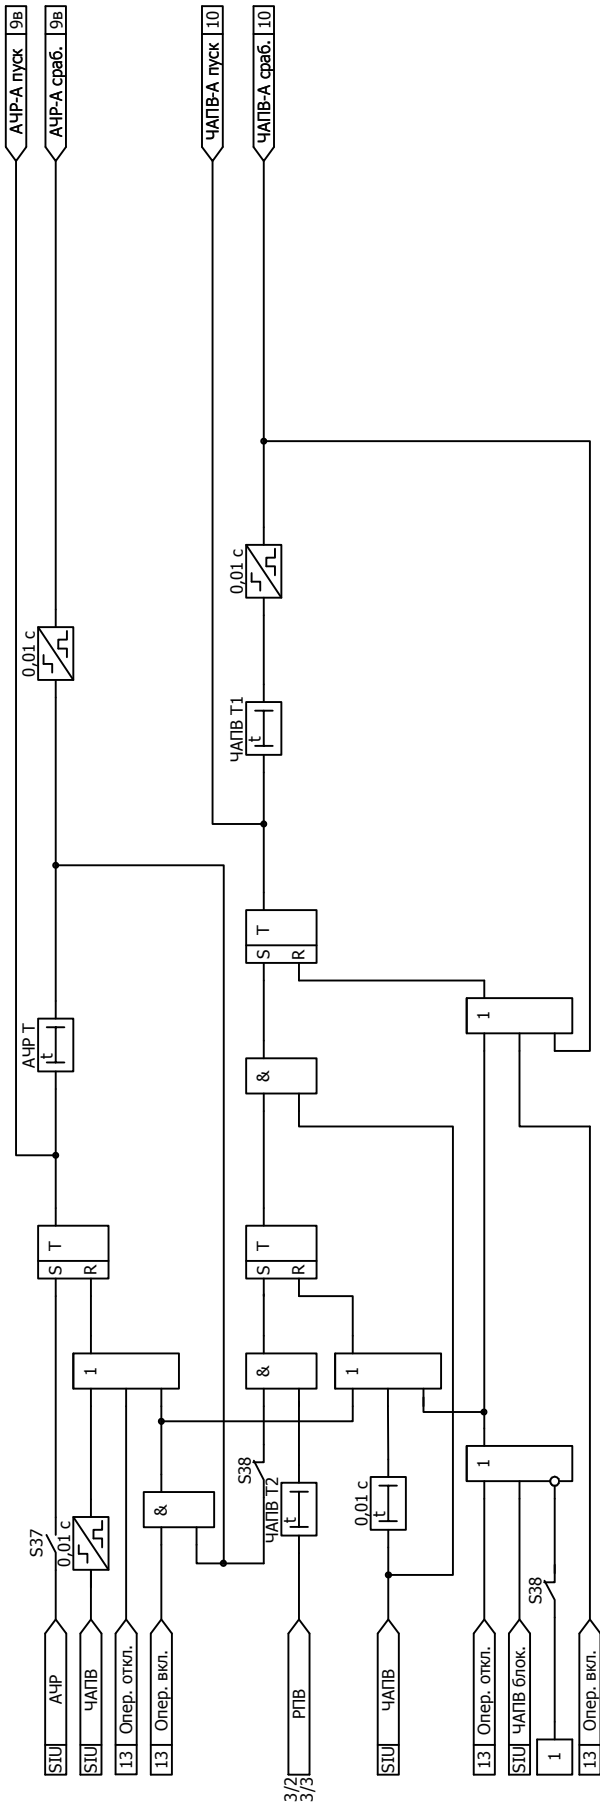 АЧР-А пуск 9в
АЧР-А сраб. 9в
ЧАПВ-А пуск 10
ЧАПВ-А сраб. 10
0,01 с
0,01 с
ЧАПВ T1
t
T
S
R
АЧР T
t
1
&
T
S
R
T
S
R
1
&
1
S37
0,01 с
&
S38
ЧАПВ T2
t
0,01 с
t
1
S38
SIU АЧР
SIU ЧАПВ
13 Опер. откл.
13 Опер. вкл.
3/2
3/3
РПВ
SIU ЧАПВ
13 Опер. откл.
SIU ЧАПВ блок.
1
13 Опер. вкл.